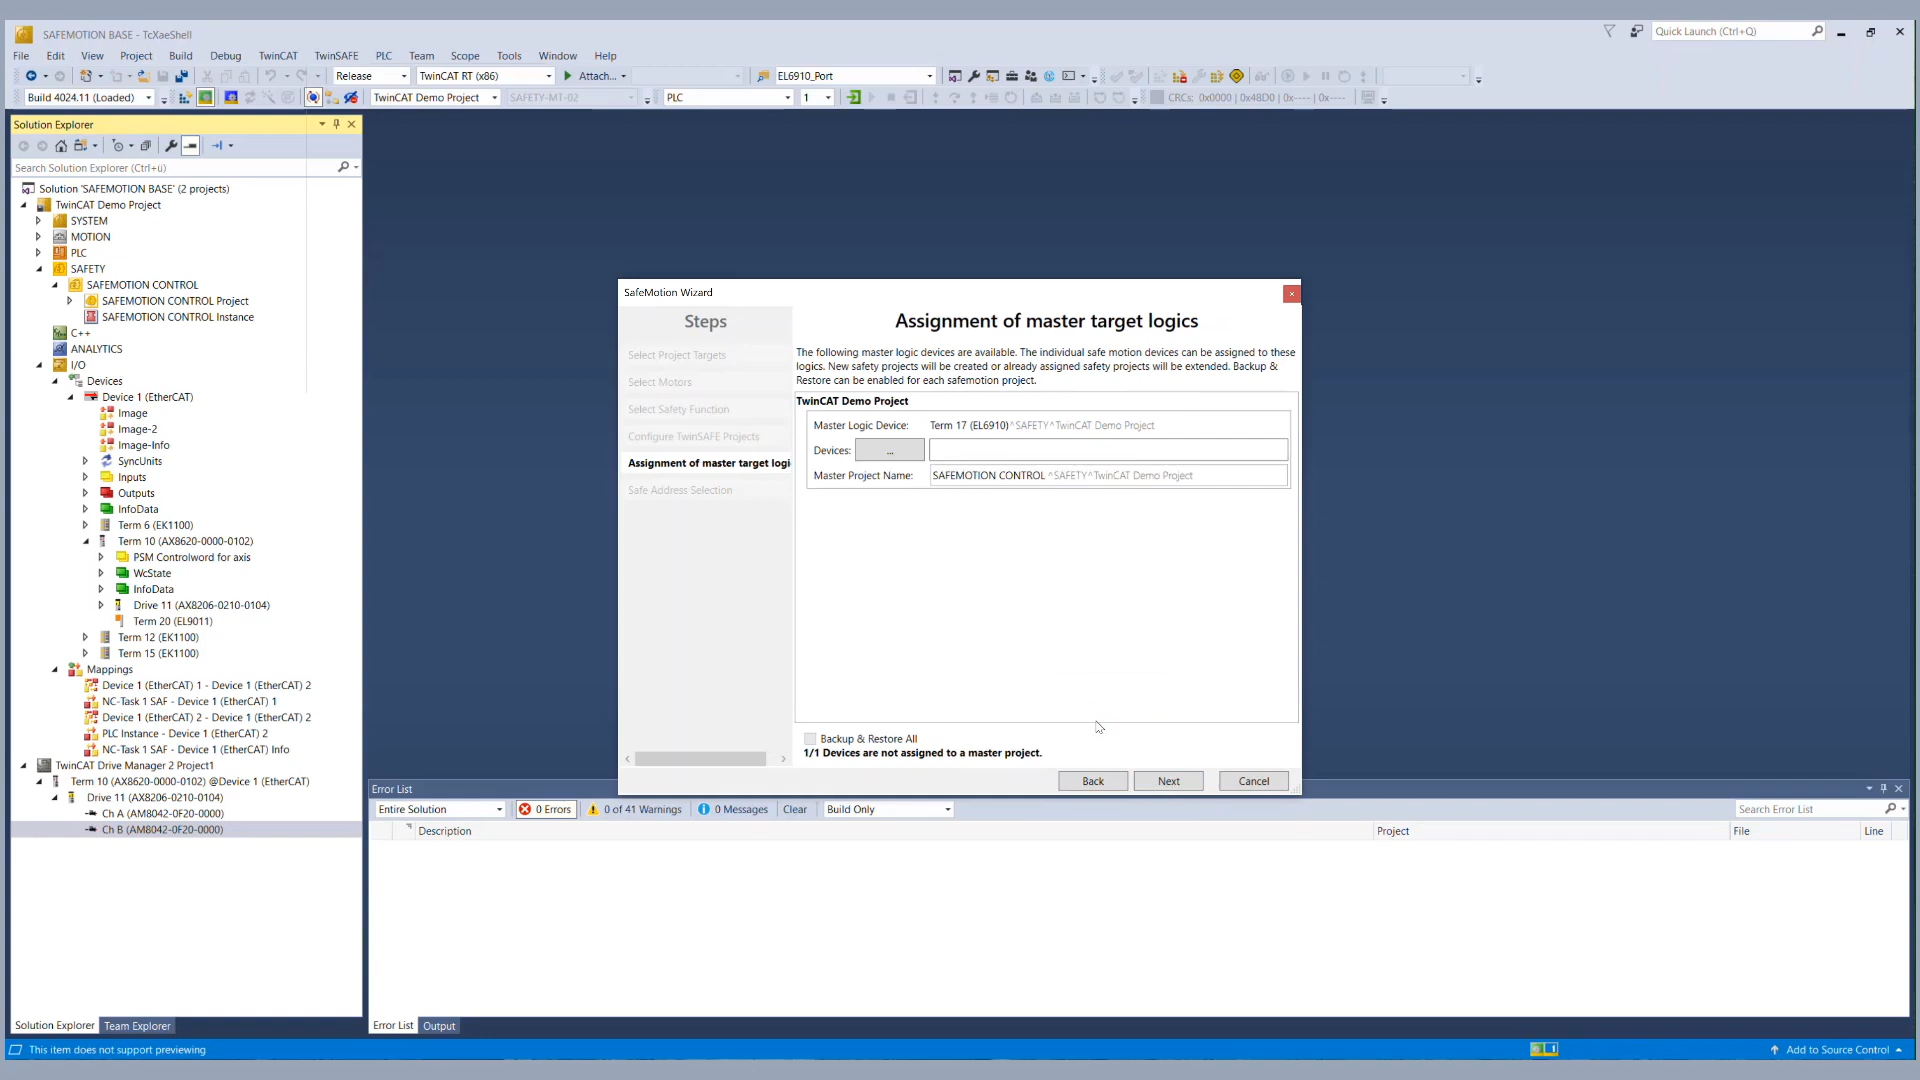 SAFEMOTION BASE - TcXaeShell
Quick Launch (Ctrl+Q)
File Edit View Project Build Debug TwinCAT TwinSAFE PLC Team Scope Tools Window Help
Release TwinCAT RT (x86) Attach... EL6910_Port
Build 4024.11 (Loaded) TwinCAT Demo Project SAFETY-MT-02 PLC 1 CRCs: 0x0000 | 0x48D0 | 0x---- | 0x----
Solution Explorer
Search Solution Explorer (Ctrl+ü)
Solution 'SAFEMOTION BASE' (2 projects)
TwinCAT Demo Project
SYSTEM
MOTION
PLC
SAFETY
SAFEMOTION CONTROL
SAFEMOTION CONTROL Project
SAFEMOTION CONTROL Instance
C++
ANALYTICS
I/O
Devices
Device 1 (EtherCAT)
Image
Image-2
Image-Info
SyncUnits
Inputs
Outputs
InfoData
Term 6 (EK1100)
Term 10 (AX8620-0000-0102)
PSM Controlword for axis
WcState
InfoData
Drive 11 (AX8206-0210-0104)
Term 20 (EL9011)
Term 12 (EK1100)
Term 15 (EK1100)
Mappings
Device 1 (EtherCAT) 1 - Device 1 (EtherCAT) 2
NC-Task 1 SAF - Device 1 (EtherCAT) 1
Device 1 (EtherCAT) 2 - Device 1 (EtherCAT) 2
PLC Instance - Device 1 (EtherCAT) 2
NC-Task 1 SAF - Device 1 (EtherCAT) Info
TwinCAT Drive Manager 2 Project1
Term 10 (AX8620-0000-0102) @Device 1 (EtherCAT)
Drive 11 (AX8206-0210-0104)
Ch A (AM8042-0F20-0000)
Ch B (AM8042-0F20-0000)
Solution Explorer Team Explorer
SafeMotion Wizard
Steps
Select Project Targets
Select Motors
Select Safety Function
Configure TwinSAFE Projects
Assignment of master target logi
Safe Address Selection
Assignment of master target logics
The following master logic devices are available. The individual safe motion devices can be assigned to these
logics. New safety projects will be created or already assigned safety projects will be extended. Backup &
Restore can be enabled for each safemotion project.
TwinCAT Demo Project
Master Logic Device: Term 17 (EL6910)^SAFETY^TwinCAT Demo Project
Devices: ...
Master Project Name: SAFEMOTION CONTROL ^SAFETY^TwinCAT Demo Project
Backup & Restore All
1/1 Devices are not assigned to a master project.
Back Next Cancel
Error List
Entire Solution 0 Errors 0 of 41 Warnings 0 Messages Clear Build Only Search Error List
Description Project File Line
Error List Output
This item does not support previewing 1 Add to Source Control